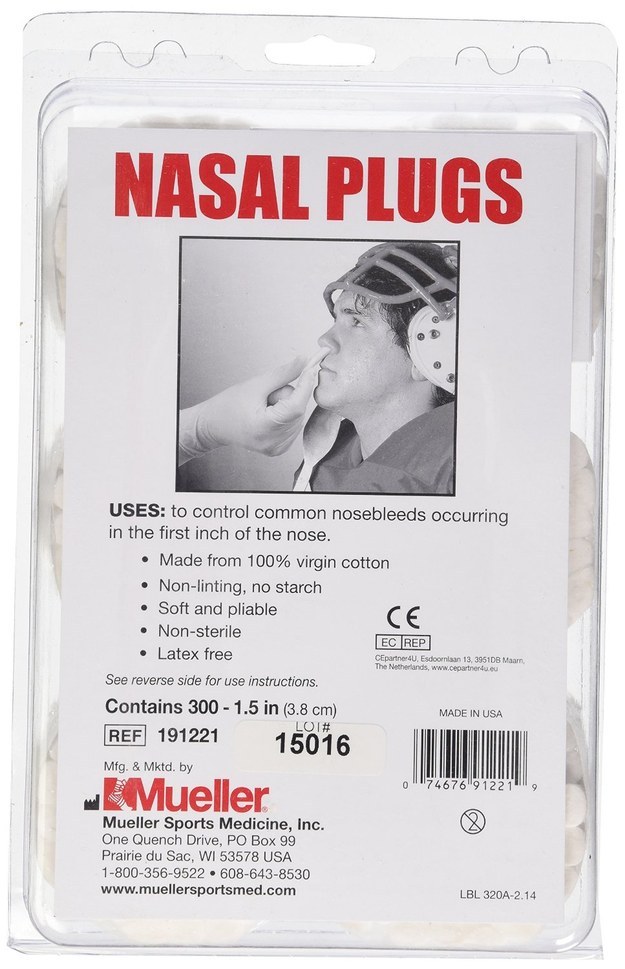 NASAL PLUGS
USES: to control common nosebleeds occurring
in the first inch of the nose.
• Made from 100% virgin cotton
• Non-linting, no starch
• Soft and pliable
• Non-sterile
• Latex free
CE
EC REP
CEpartner4U, Esdoornlaan 13, 3951DB Maarn,
The Netherlands, www.cepartner4u.eu
See reverse side for use instructions.
Contains 300 - 1.5 in (3.8 cm)
REF 191221
LOT#
15016
MADE IN USA
0 74676 91221 9
Mfg. & Mktd. by
Mueller®
Mueller Sports Medicine, Inc.
One Quench Drive, PO Box 99
Prairie du Sac, WI 53578 USA
1-800-356-9522 • 608-643-8530
www.muellersportsmed.com
2
LBL 320A-2.14